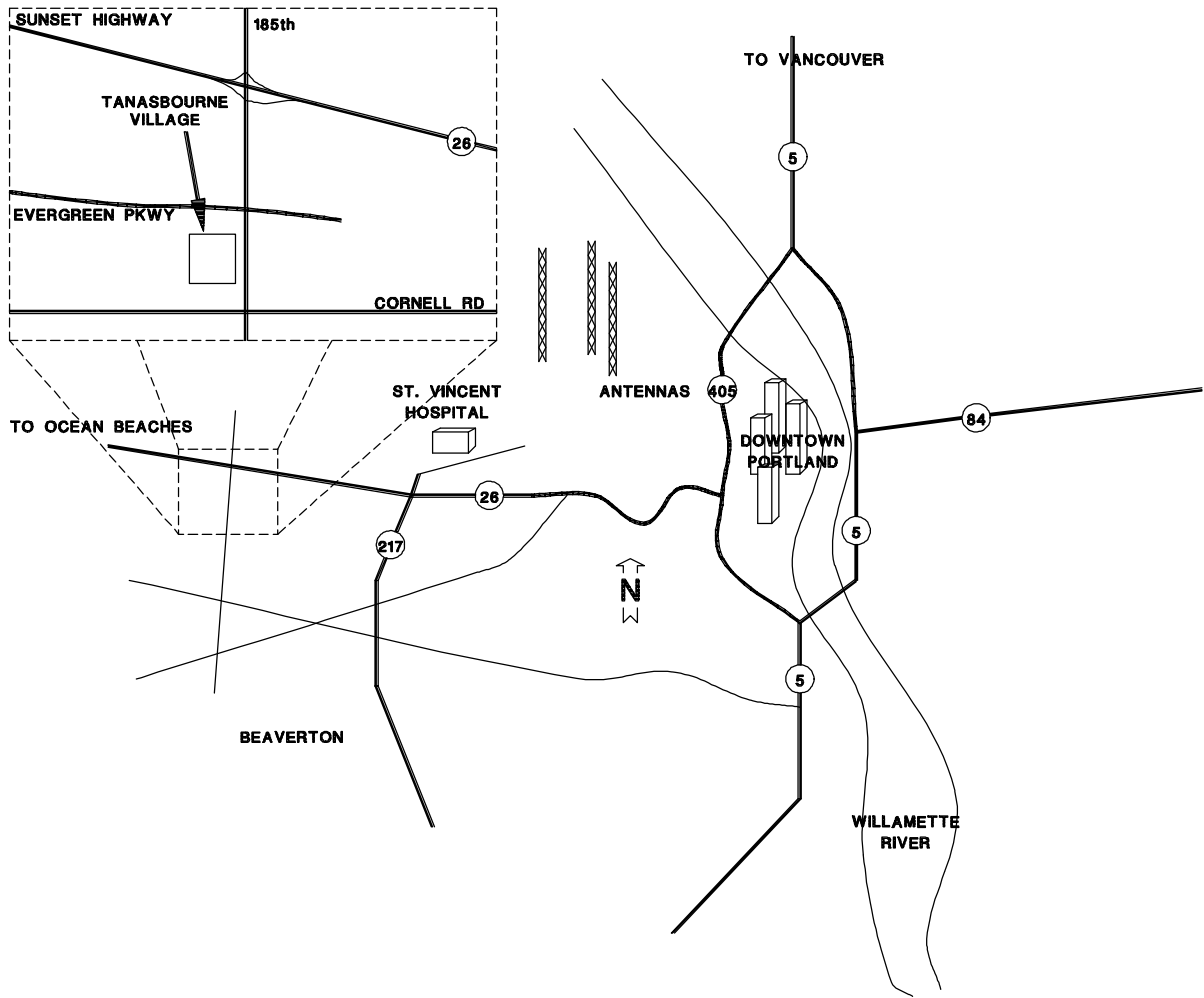 SUNSET HIGHWAY
185th
TO VANCOUVER
TANASBOURNE
VILLAGE
26
5
EVERGREEN PKWY
CORNELL RD
ST. VINCENT
HOSPITAL
ANTENNAS
405
TO OCEAN BEACHES
84
DOWNTOWN
PORTLAND
26
217
5
N
5
BEAVERTON
WILLAMETTE
RIVER